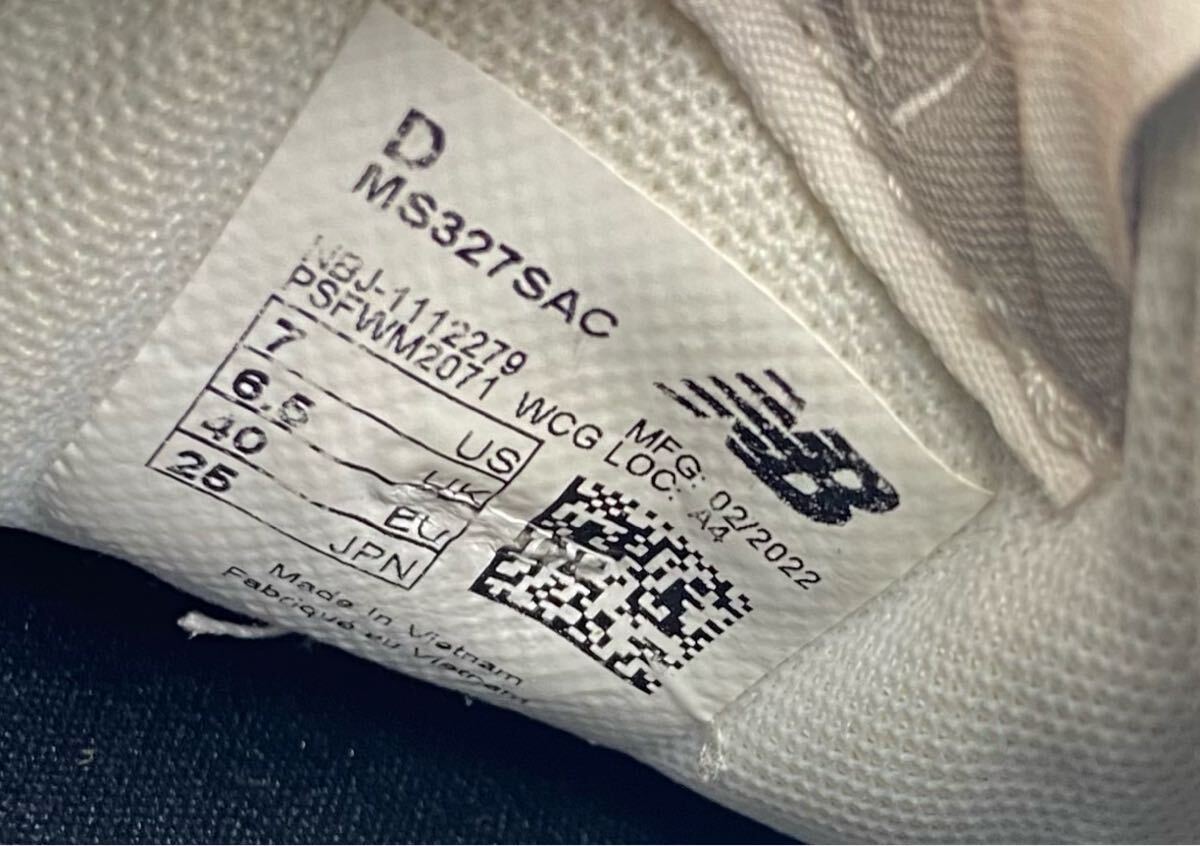 D
MS327SAC
NBJ-1112279
PSFWM2071 WCG
7 US
6.5 UK
40 EU
25 JPN
NB
MFG: 02/2022
LOC: A4
Made in Vietnam
Fabriqué au Vietnam